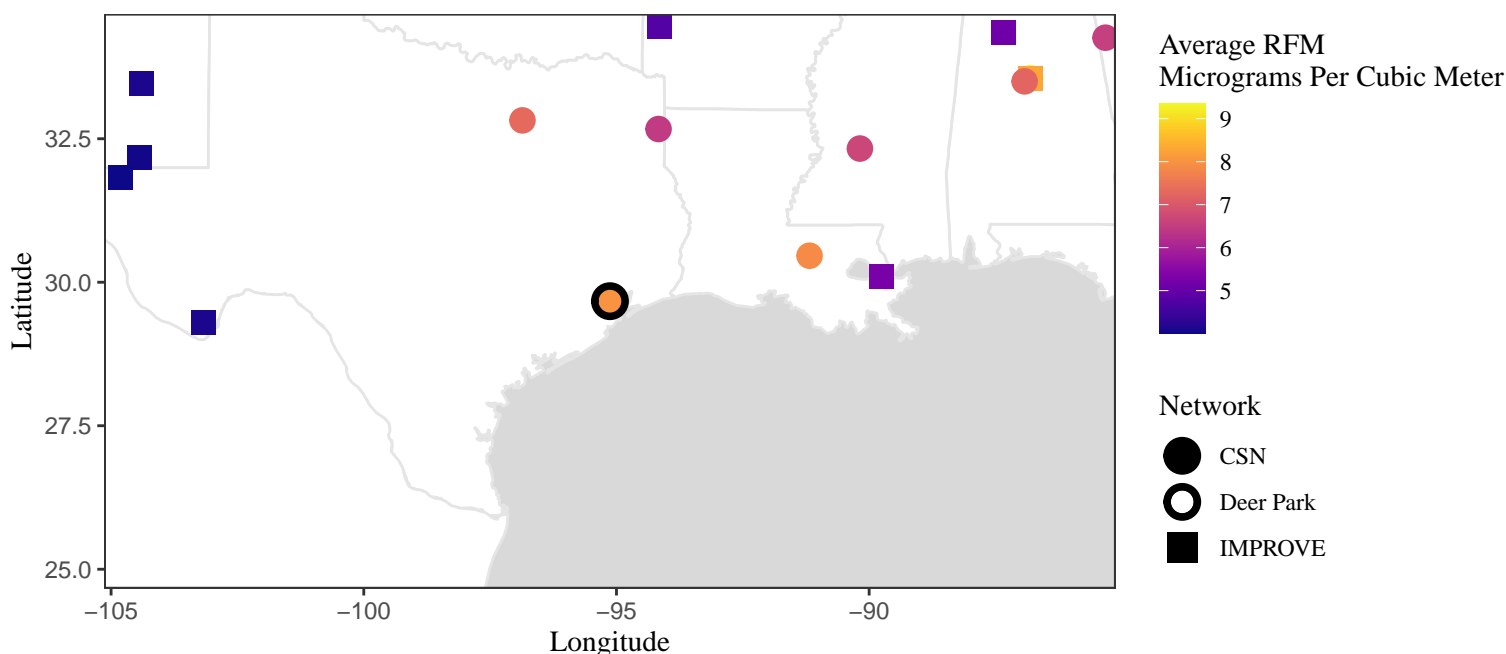 Average RFM
Micrograms Per Cubic Meter
9
8
7
6
5
Network
CSN
Deer Park
IMPROVE
Latitude
32.5
30.0
27.5
25.0
−105
−100
−95
−90
Longitude